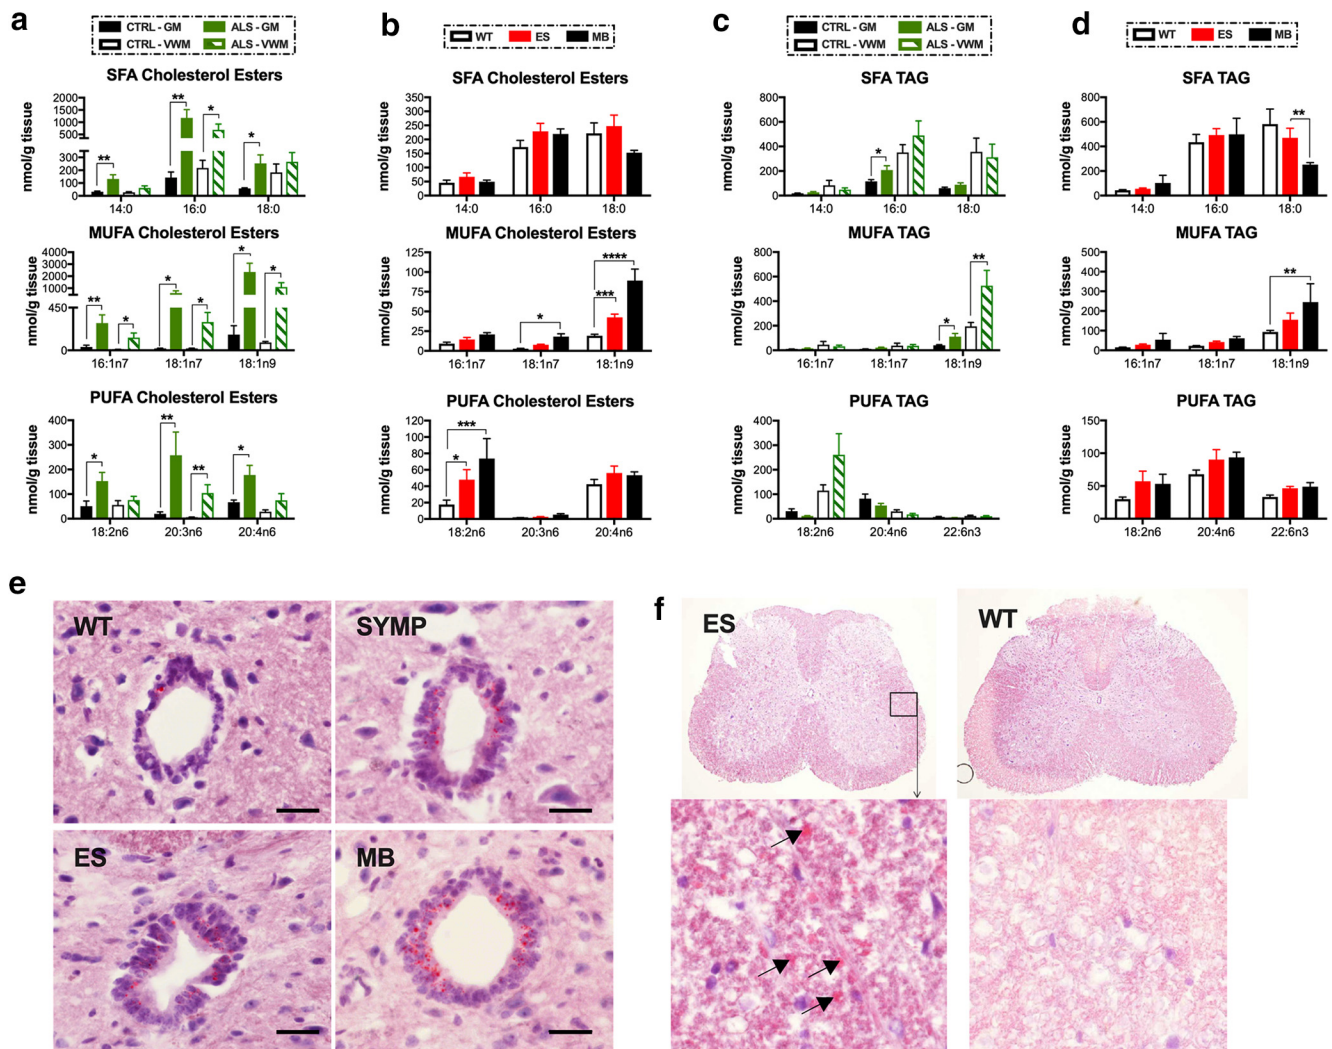 a
CTRL - GM ALS - GM
CTRL - VWM ALS - VWM
SFA Cholesterol Esters
nmol/g tissue
2000
1500
1000
500
300
200
100
0
** ** * *
14:0 16:0 18:0
MUFA Cholesterol Esters
nmol/g tissue
4000
3000
2000
1000
450
0
** * * * * *
16:1n7 18:1n7 18:1n9
PUFA Cholesterol Esters
nmol/g tissue
400
300
200
100
0
* ** ** *
18:2n6 20:3n6 20:4n6
b
WT ES MB
SFA Cholesterol Esters
350
300
250
200
150
100
50
0
14:0 16:0 18:0
MUFA Cholesterol Esters
125
100
75
50
25
0
* *** ****
16:1n7 18:1n7 18:1n9
PUFA Cholesterol Esters
120
100
80
60
40
20
0
* ***
18:2n6 20:3n6 20:4n6
c
CTRL - GM ALS - GM
CTRL - VWM ALS - VWM
SFA TAG
nmol/g tissue
800
600
400
200
0
*
14:0 16:0 18:0
MUFA TAG
nmol/g tissue
800
600
400
200
0
* **
16:1n7 18:1n7 18:1n9
PUFA TAG
nmol/g tissue
400
300
200
100
0
18:2n6 20:4n6 22:6n3
d
WT ES MB
SFA TAG
800
600
400
200
0
**
14:0 16:0 18:0
MUFA TAG
500
400
300
200
100
0
**
16:1n7 18:1n7 18:1n9
PUFA TAG
150
100
50
0
18:2n6 20:4n6 22:6n3
e
WT SYMP
ES MB
f
ES WT